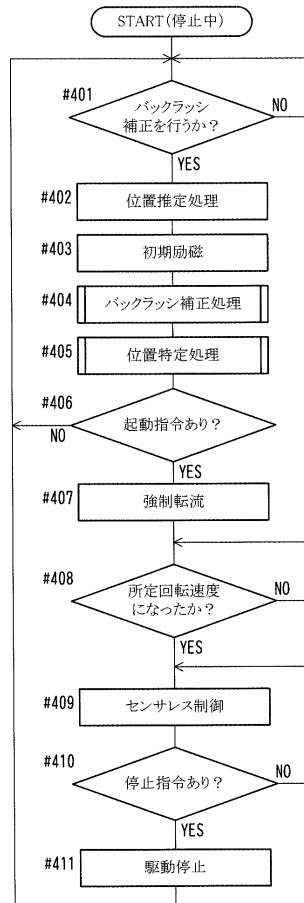 START(停止中)
#401
バックラッシ
補正を行うか？
NO
YES
#402
位置推定処理
#403
初期励磁
#404
バックラッシ補正処理
#405
位置特定処理
#406
起動指令あり？
NO
YES
#407
強制転流
#408
所定回転速度
になったか？
NO
YES
#409
センサレス制御
#410
停止指令あり？
NO
YES
#411
駆動停止